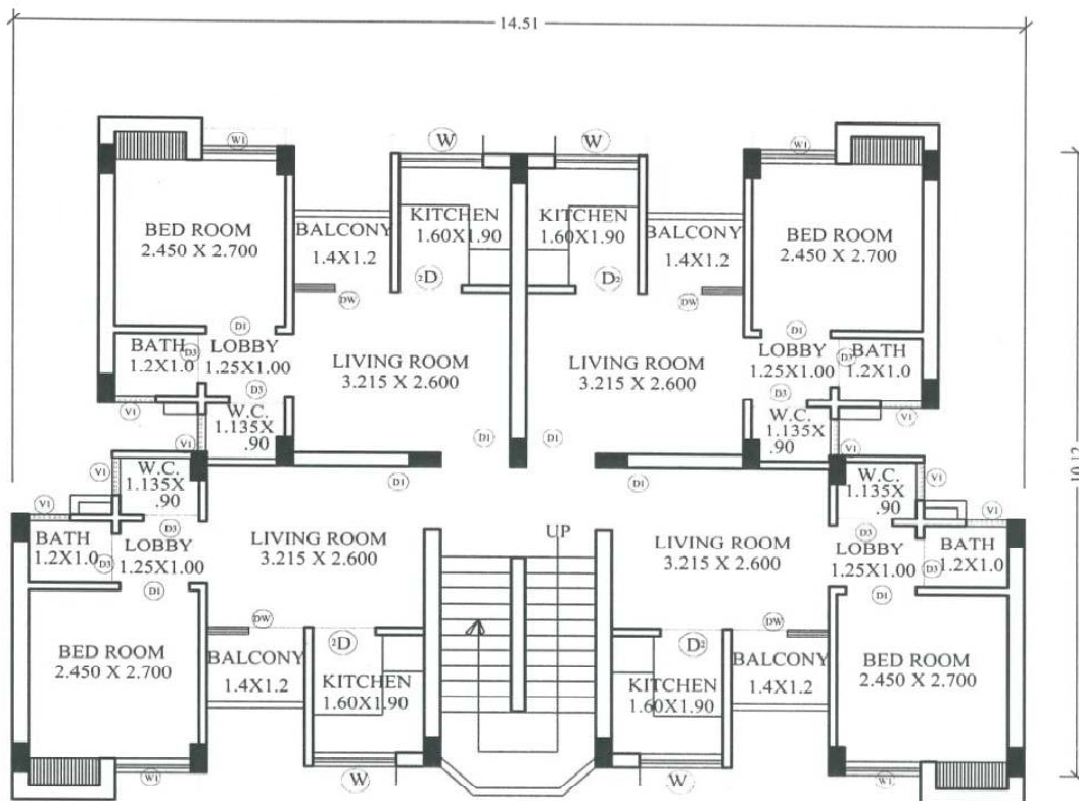 14.51
W1
W
W
W1
BED ROOM
2.450 X 2.700
BALCONY
1.4X1.2
KITCHEN
1.60X1.90
KITCHEN
1.60X1.90
BALCONY
1.4X1.2
BED ROOM
2.450 X 2.700
2D
D2
DW
DW
D1
D1
BATH
1.2X1.0
D3
LOBBY
1.25X1.00
LIVING ROOM
3.215 X 2.600
LIVING ROOM
3.215 X 2.600
LOBBY
1.25X1.00
D3
BATH
1.2X1.0
D3
D3
V1
V1
W.C.
1.135X
.90
W.C.
1.135X
.90
V1
V1
D1
D1
10.12
V1
W.C.
1.135X
.90
D1
D1
W.C.
1.135X
.90
V1
V1
V1
D3
D3
BATH
1.2X1.0
D3
LOBBY
1.25X1.00
LIVING ROOM
3.215 X 2.600
UP
LIVING ROOM
3.215 X 2.600
LOBBY
1.25X1.00
D3
BATH
1.2X1.0
D1
D1
DW
DW
2D
D2
BED ROOM
2.450 X 2.700
BALCONY
1.4X1.2
KITCHEN
1.60X1.90
KITCHEN
1.60X1.90
BALCONY
1.4X1.2
BED ROOM
2.450 X 2.700
W1
W
W
W1